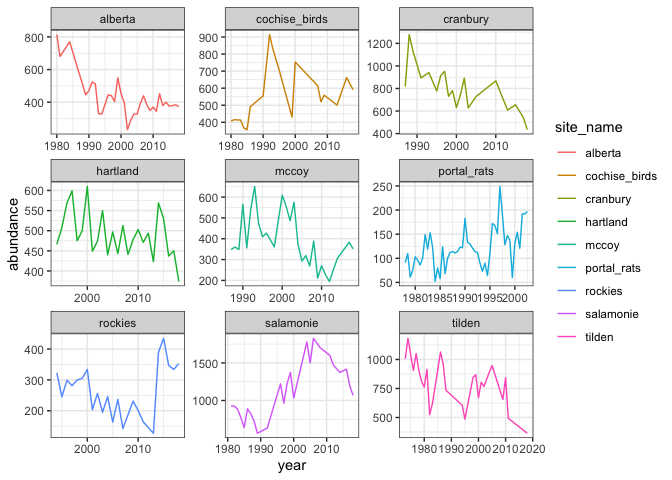 alberta cochise_birds cranbury
800
600
400
1980 1990 2000 2010
900
800
700
600
500
400
1980 1990 2000 2010
1200
1000
800
600
400
1990 2000 2010
site_name
alberta
cochise_birds
cranbury
hartland
mccoy
portal_rats
rockies
salamonie
tilden
abundance
hartland mccoy portal_rats
600
550
500
450
400
2000 2010
600
500
400
300
200
1990 2000 2010
250
200
150
100
50
1980 1985 1990 1995 2000
rockies salamonie tilden
400
300
200
2000 2010
1500
1000
1980 1990 2000 2010
1000
750
500
1970 1980 1990 2000 2010 2020
year